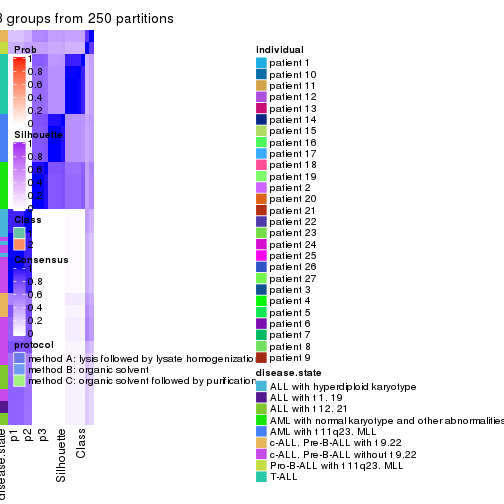 3 groups from 250 partitions
Prob
1
0.8
0.6
0.4
0.2
0
Silhouette
1
0.8
0.6
0.4
0.2
0
Class
1
2
Consensus
1
0.8
0.6
0.4
0.2
0
protocol
method A: lysis followed by lysate homogenizatio
method B: organic solvent
method C: organic solvent followed by purification
individual
patient 1
patient 10
patient 11
patient 12
patient 13
patient 14
patient 15
patient 16
patient 17
patient 18
patient 19
patient 2
patient 20
patient 21
patient 22
patient 23
patient 24
patient 25
patient 26
patient 27
patient 3
patient 4
patient 5
patient 6
patient 7
patient 8
patient 9
disease.state
ALL with hyperdiploid karyotype
ALL with t 1. 19
ALL with t 12. 21
AML with normal karyotype and other abnormalities
AML with t 11q23. MLL
c-ALL. Pre-B-ALL with t 9.22
c-ALL. Pre-B-ALL without t 9.22
Pro-B-ALL with t 11q23. MLL
T-ALL
disease.state
p1
p2
p3
Silhouette
Class